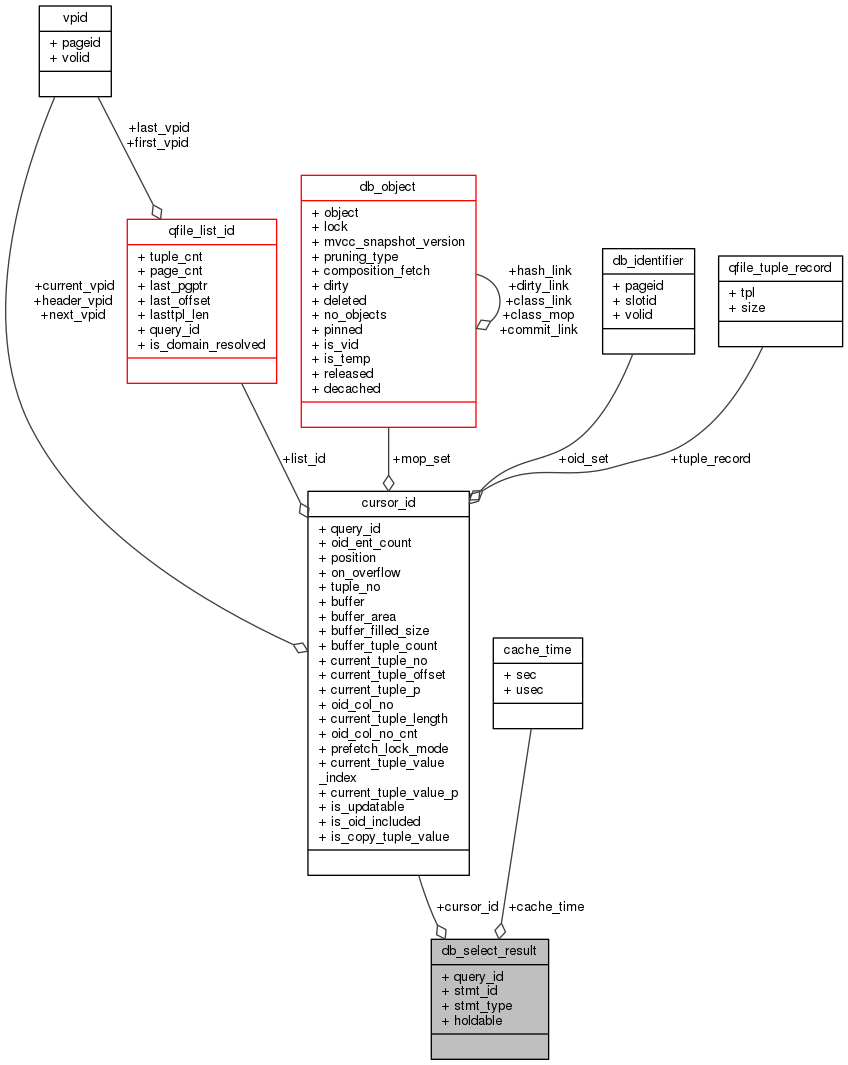 vpid
+ pageid
+ volid
+last_vpid
+first_vpid
db_object
+ object
+ lock
+ mvcc_snapshot_version
+ pruning_type
+ composition_fetch
+ dirty
+ deleted
+ no_objects
+ pinned
+ is_vid
+ is_temp
+ released
+ decached
qfile_list_id
+ tuple_cnt
+ page_cnt
+ last_pgptr
+ last_offset
+ lasttpl_len
+ query_id
+ is_domain_resolved
+hash_link
+dirty_link
+class_link
+class_mop
+commit_link
db_identifier
+ pageid
+ slotid
+ volid
qfile_tuple_record
+ tpl
+ size
+current_vpid
+header_vpid
+next_vpid
+list_id
+mop_set
+oid_set
+tuple_record
cursor_id
+ query_id
+ oid_ent_count
+ position
+ on_overflow
+ tuple_no
+ buffer
+ buffer_area
+ buffer_filled_size
+ buffer_tuple_count
+ current_tuple_no
+ current_tuple_offset
+ current_tuple_p
+ oid_col_no
+ current_tuple_length
+ oid_col_no_cnt
+ prefetch_lock_mode
+ current_tuple_value
_index
+ current_tuple_value_p
+ is_updatable
+ is_oid_included
+ is_copy_tuple_value
cache_time
+ sec
+ usec
+cursor_id
+cache_time
db_select_result
+ query_id
+ stmt_id
+ stmt_type
+ holdable